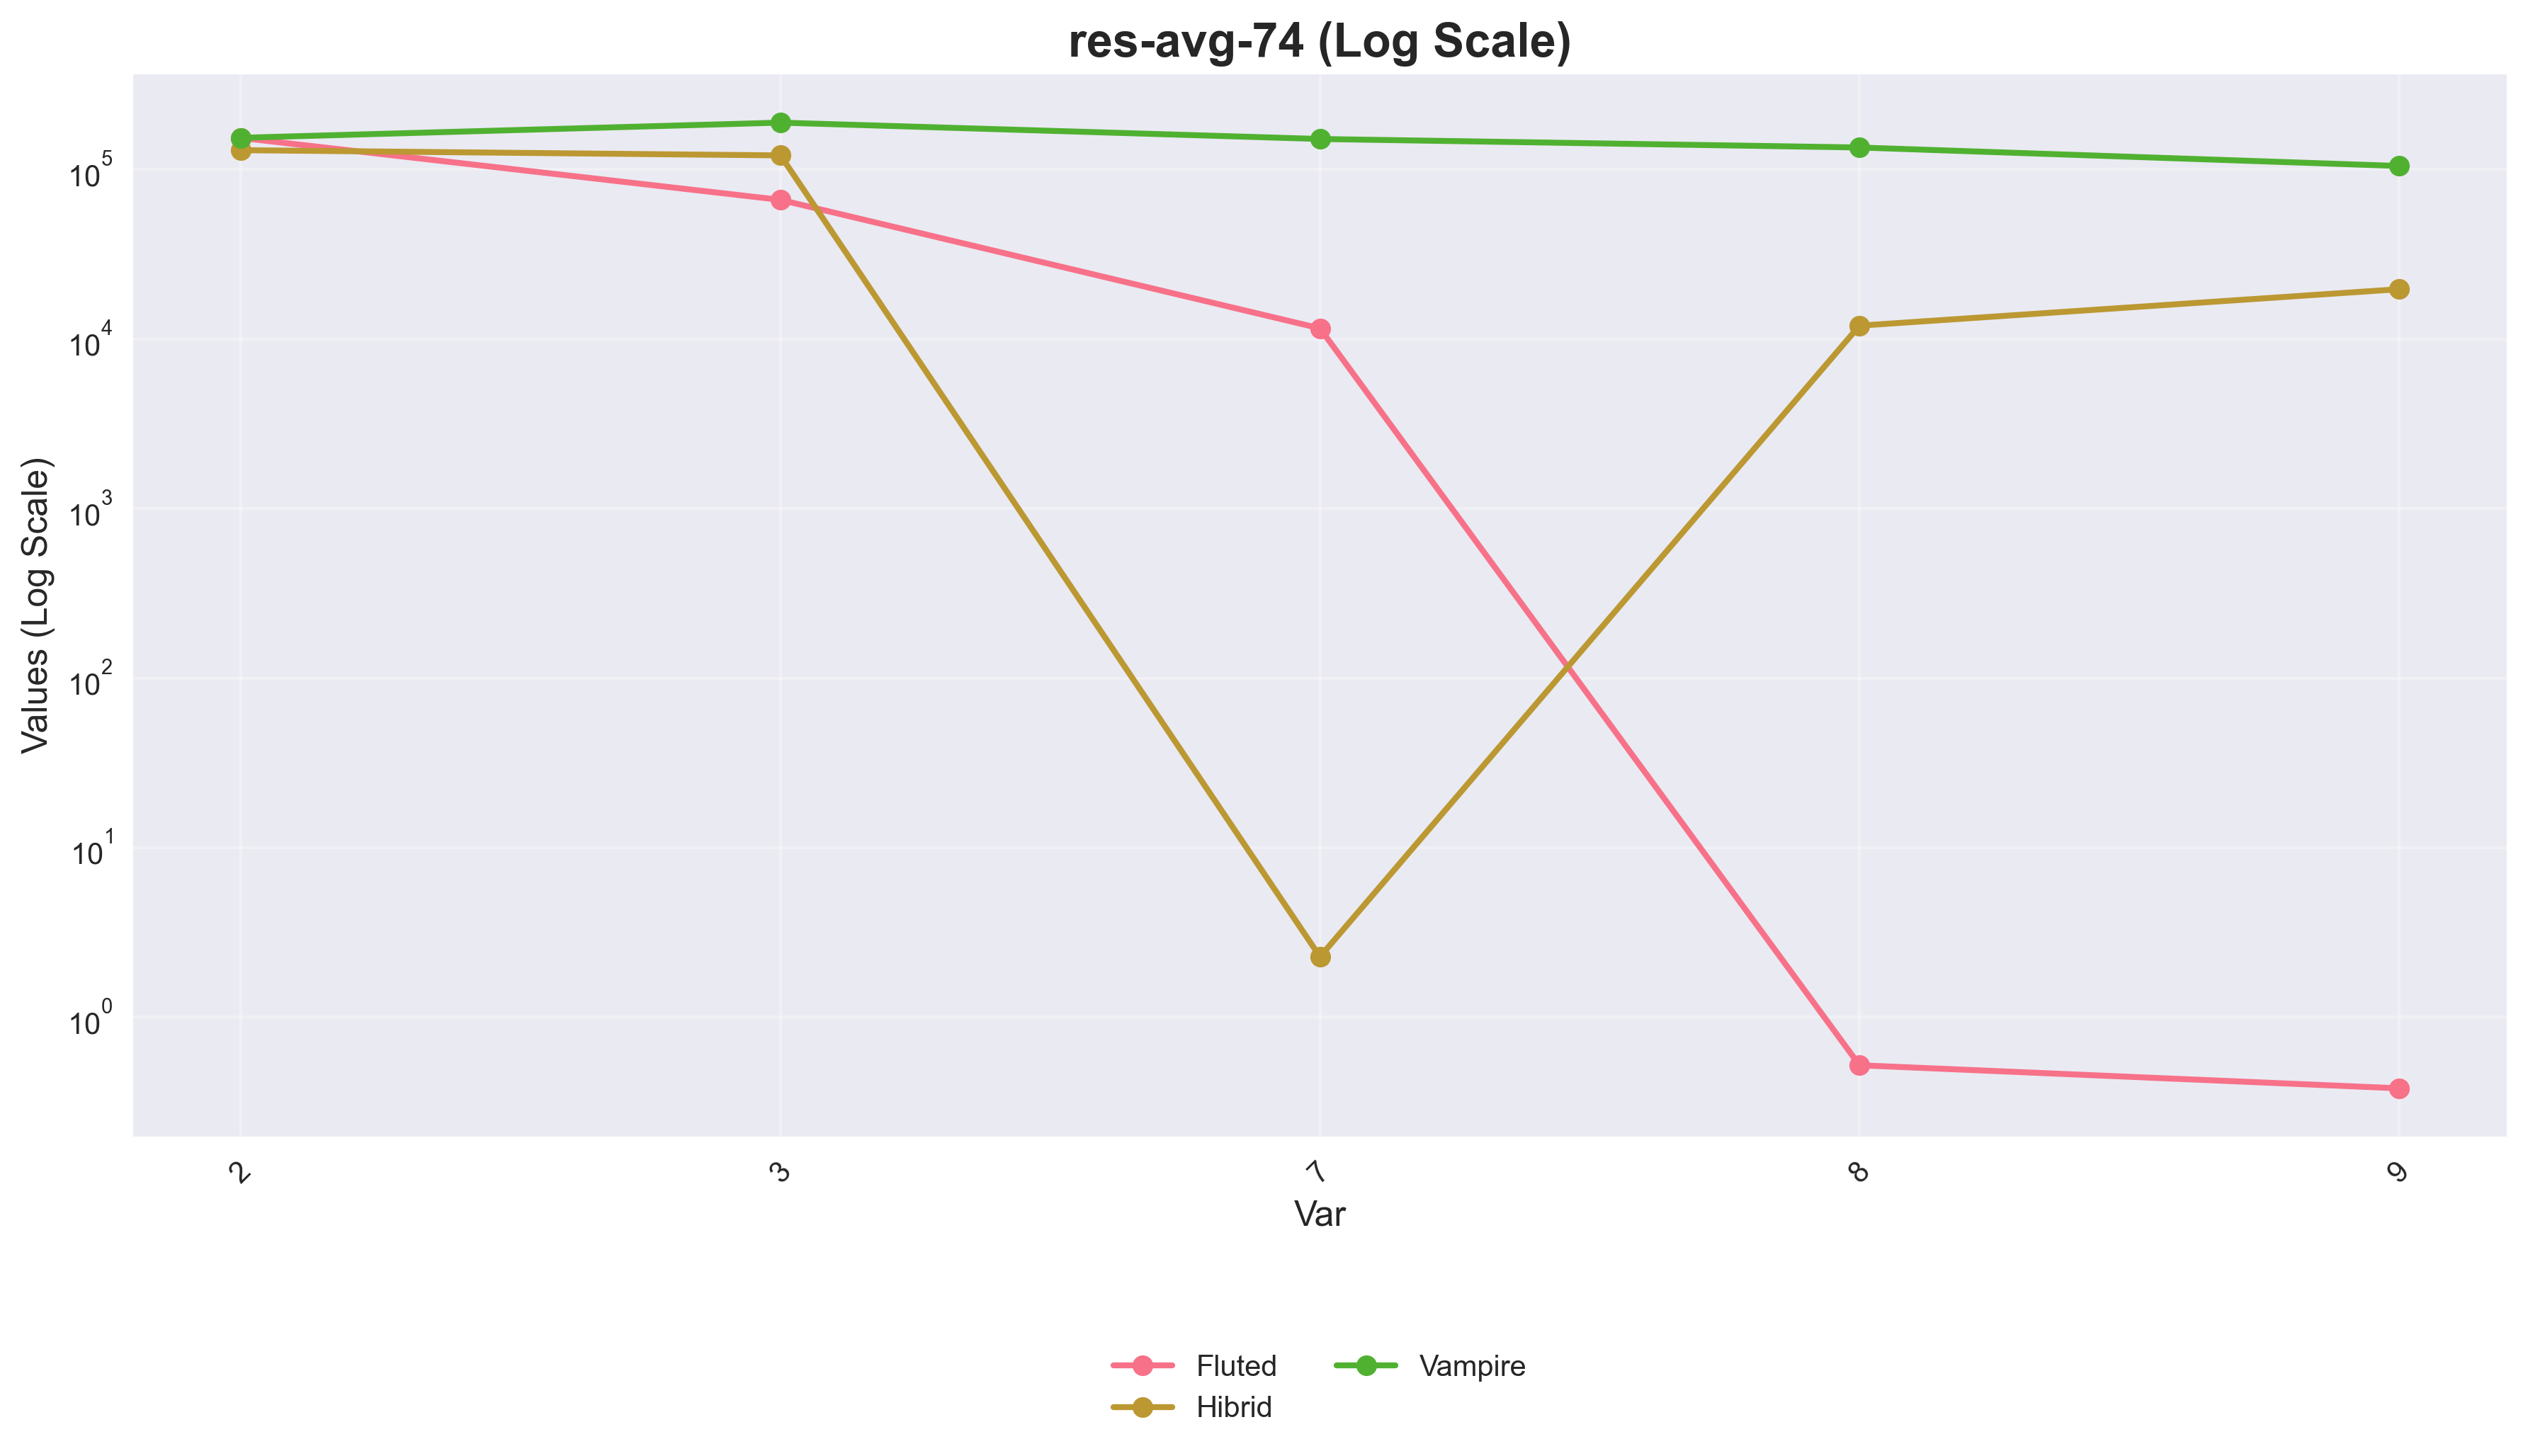 res-avg-74 (Log Scale)
Values (Log Scale)
10^5
10^4
10^3
10^2
10^1
10^0
2 3 7 8 9
Var
Fluted Vampire
Hibrid